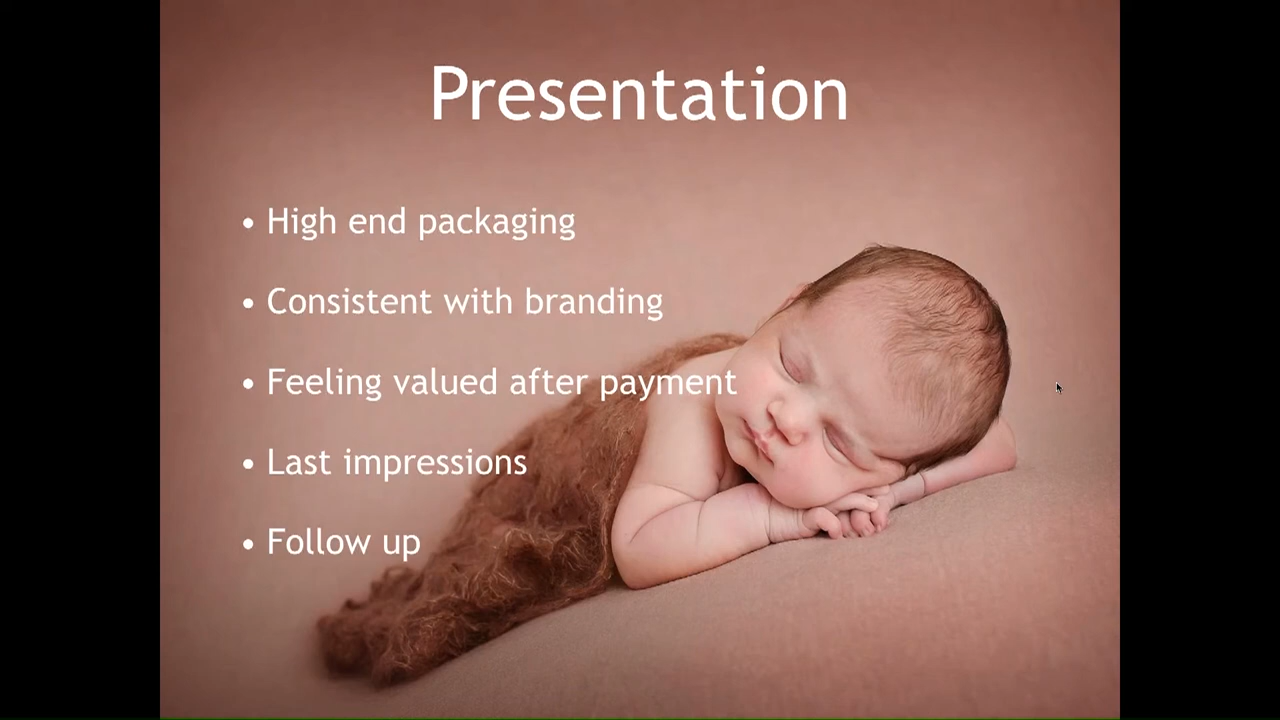 Presentation
• High end packaging
• Consistent with branding
• Feeling valued after payment
• Last impressions
• Follow up